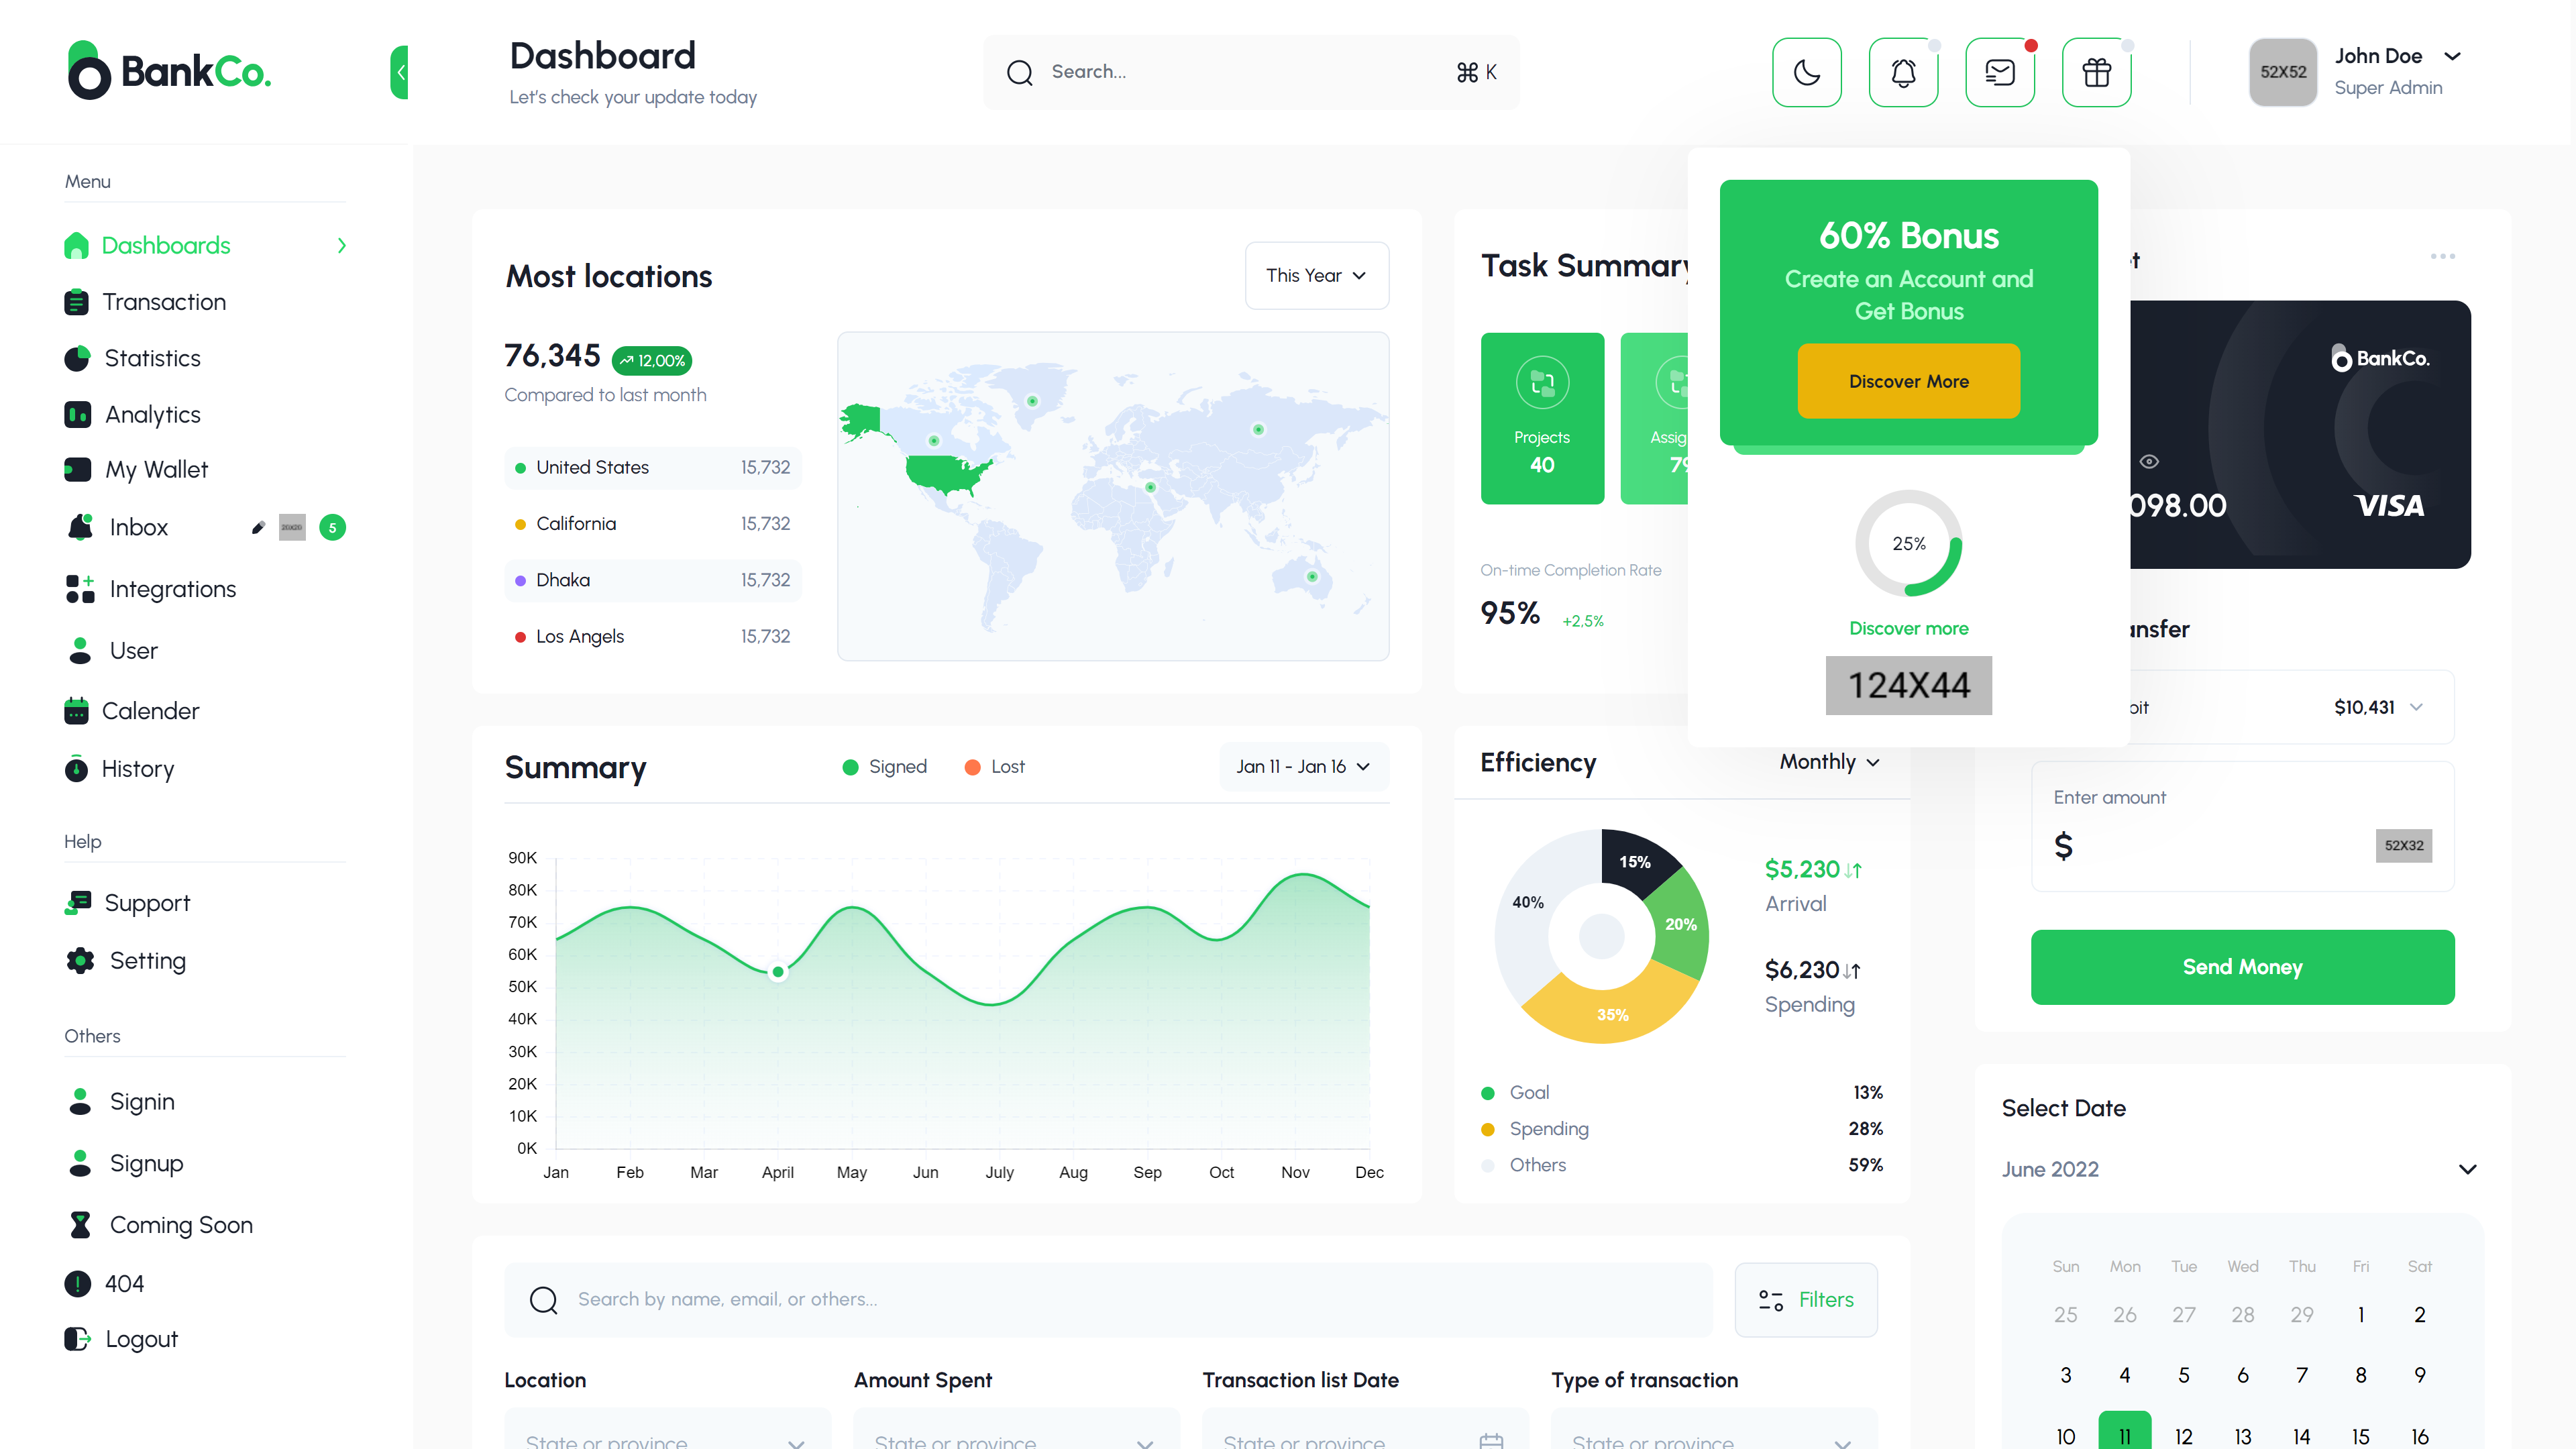 BankCo.
Dashboard
Let's check your update today
Search...
⌘ K
52X52
John Doe
Super Admin
Menu
Dashboards
Transaction
Statistics
Analytics
My Wallet
Inbox
20X20
5
Integrations
User
Calender
History
Help
Support
Setting
Others
Signin
Signup
Coming Soon
404
Logout
Most locations
This Year
76,345
12,00%
Compared to last month
United States 15,732
California 15,732
Dhaka 15,732
Los Angels 15,732
Task Summary
Projects
40
Assig
79
On-time Completion Rate
95% +2,5%
60% Bonus
Create an Account and
Get Bonus
Discover More
25%
Discover more
124X44
BankCo.
098.00
VISA
ansfer
$10,431
Enter amount
$
52X32
Send Money
Summary
Signed
Lost
Jan 11 - Jan 16
90K
80K
70K
60K
50K
40K
30K
20K
10K
0K
Jan Feb Mar April May Jun July Aug Sep Oct Nov Dec
Efficiency
Monthly
15%
20%
35%
40%
$5,230
Arrival
$6,230
Spending
Goal 13%
Spending 28%
Others 59%
Select Date
June 2022
Sun Mon Tue Wed Thu Fri Sat
25 26 27 28 29 1 2
3 4 5 6 7 8 9
10 11 12 13 14 15 16
Search by name, email, or others...
Filters
Location
Amount Spent
Transaction list Date
Type of transaction
State or province
State or province
State or province
State or province